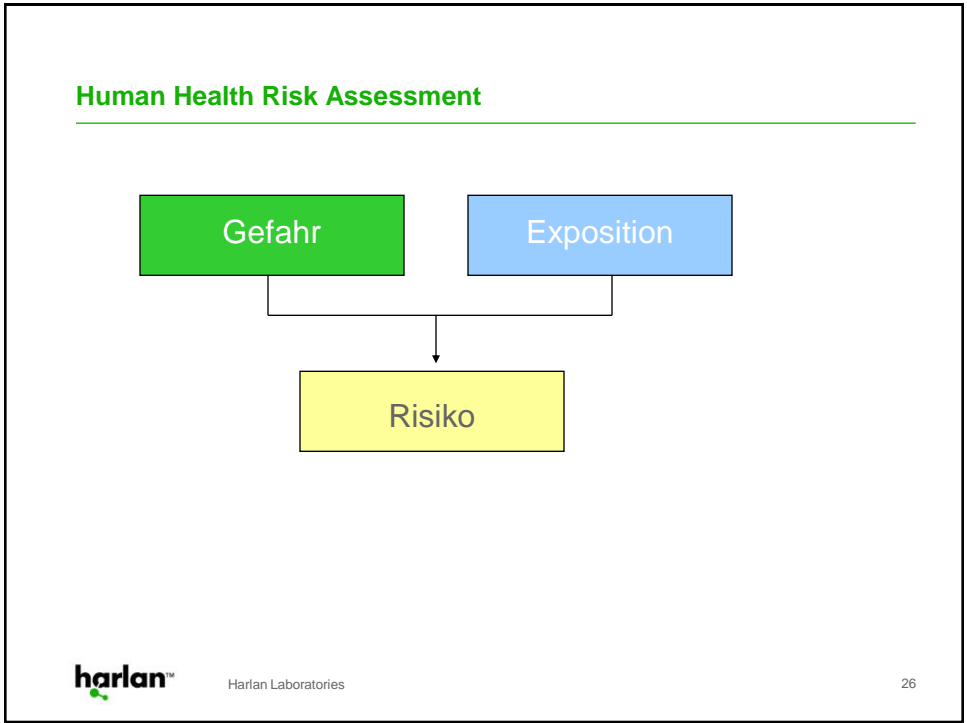 Human Health Risk Assessment
Gefahr
Exposition
Risiko
harlan™
Harlan Laboratories
26